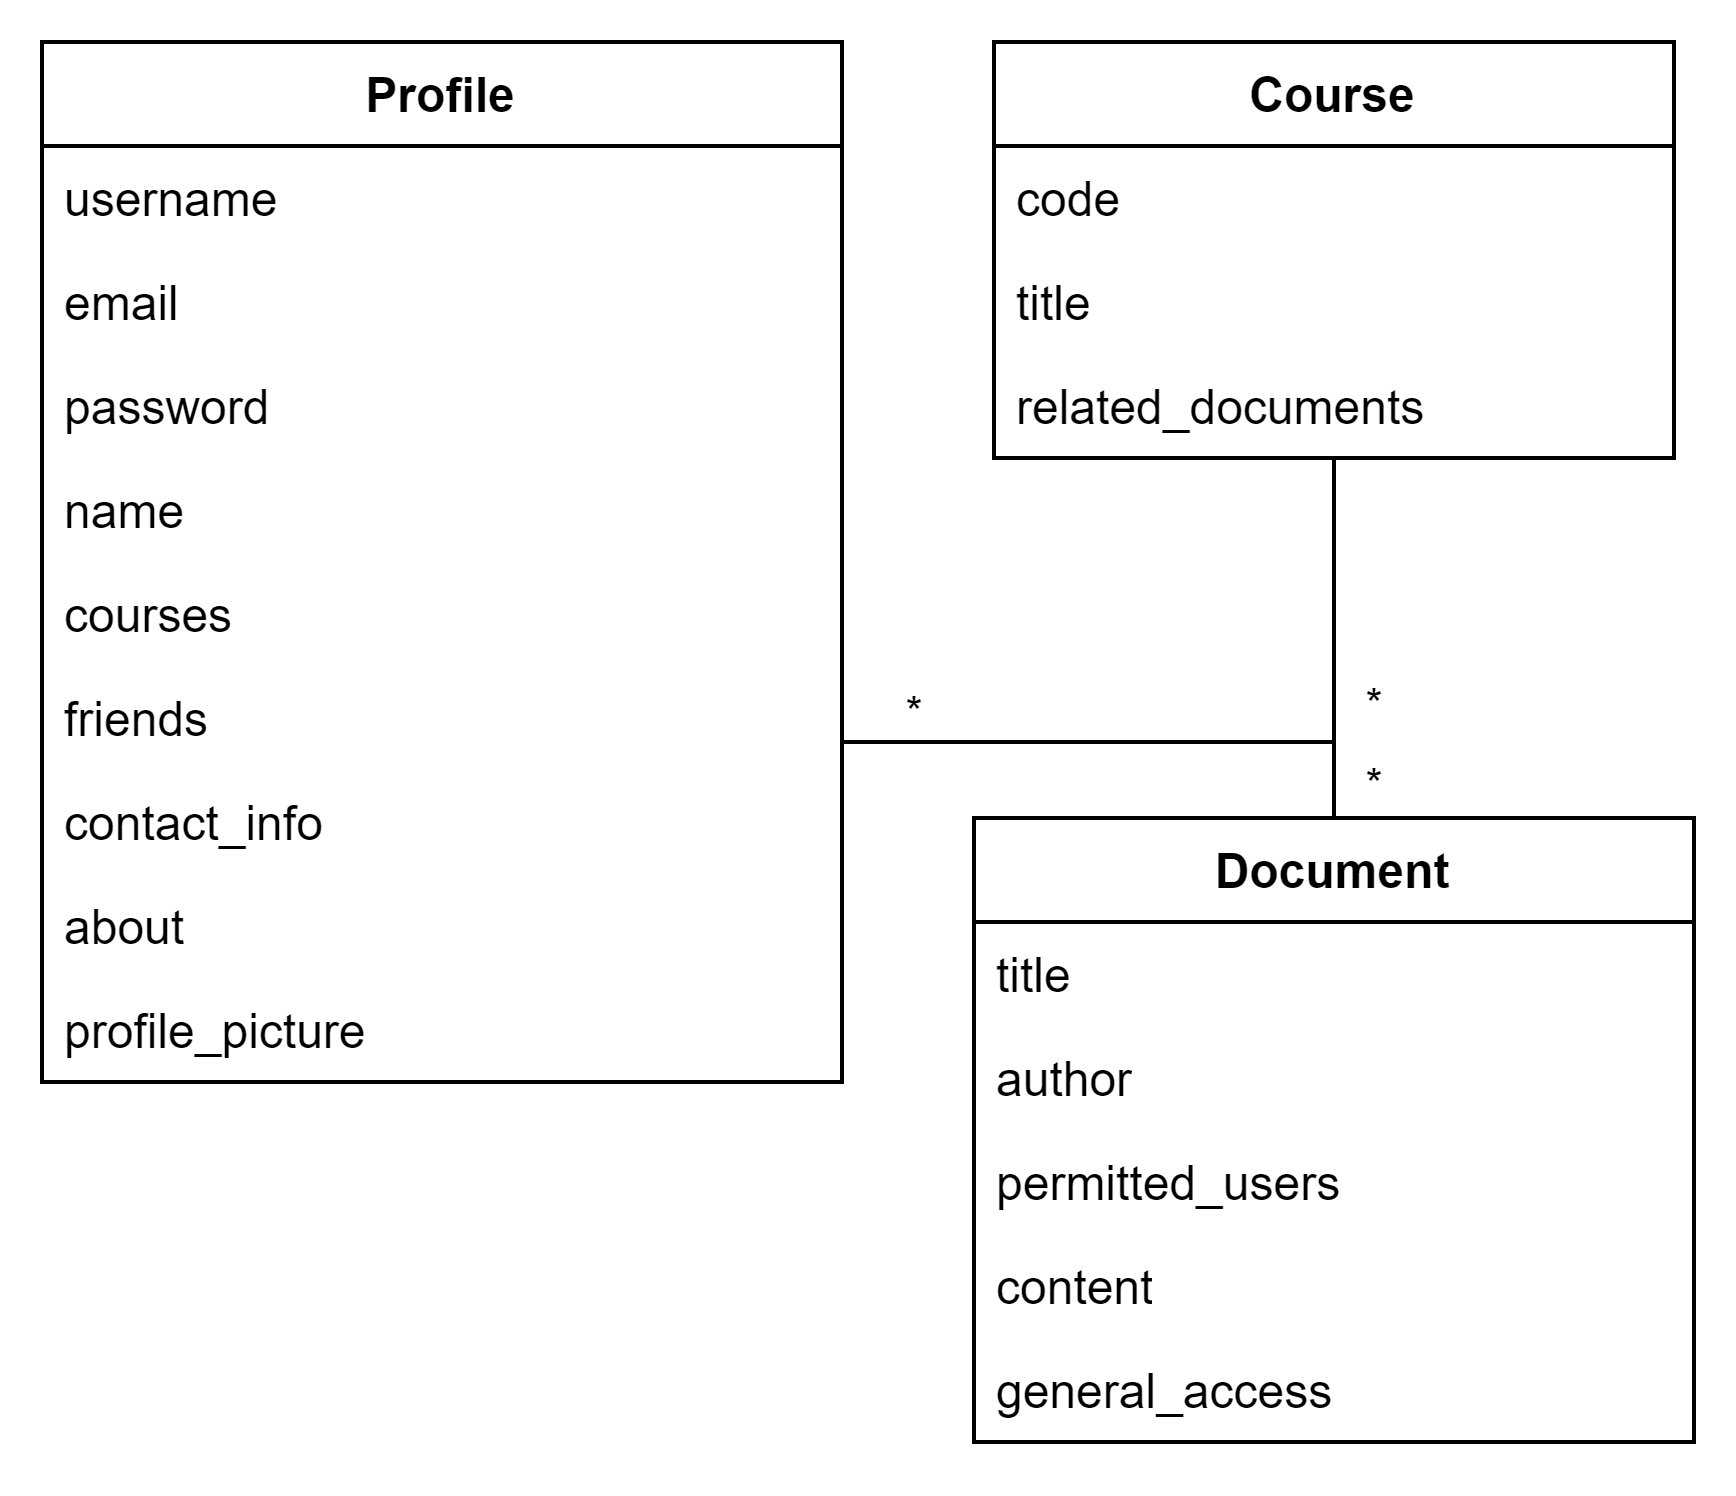 Profile
username
email
password
name
courses
friends
contact_info
about
profile_picture
Course
code
title
related_documents
*
*
*
Document
title
author
permitted_users
content
general_access